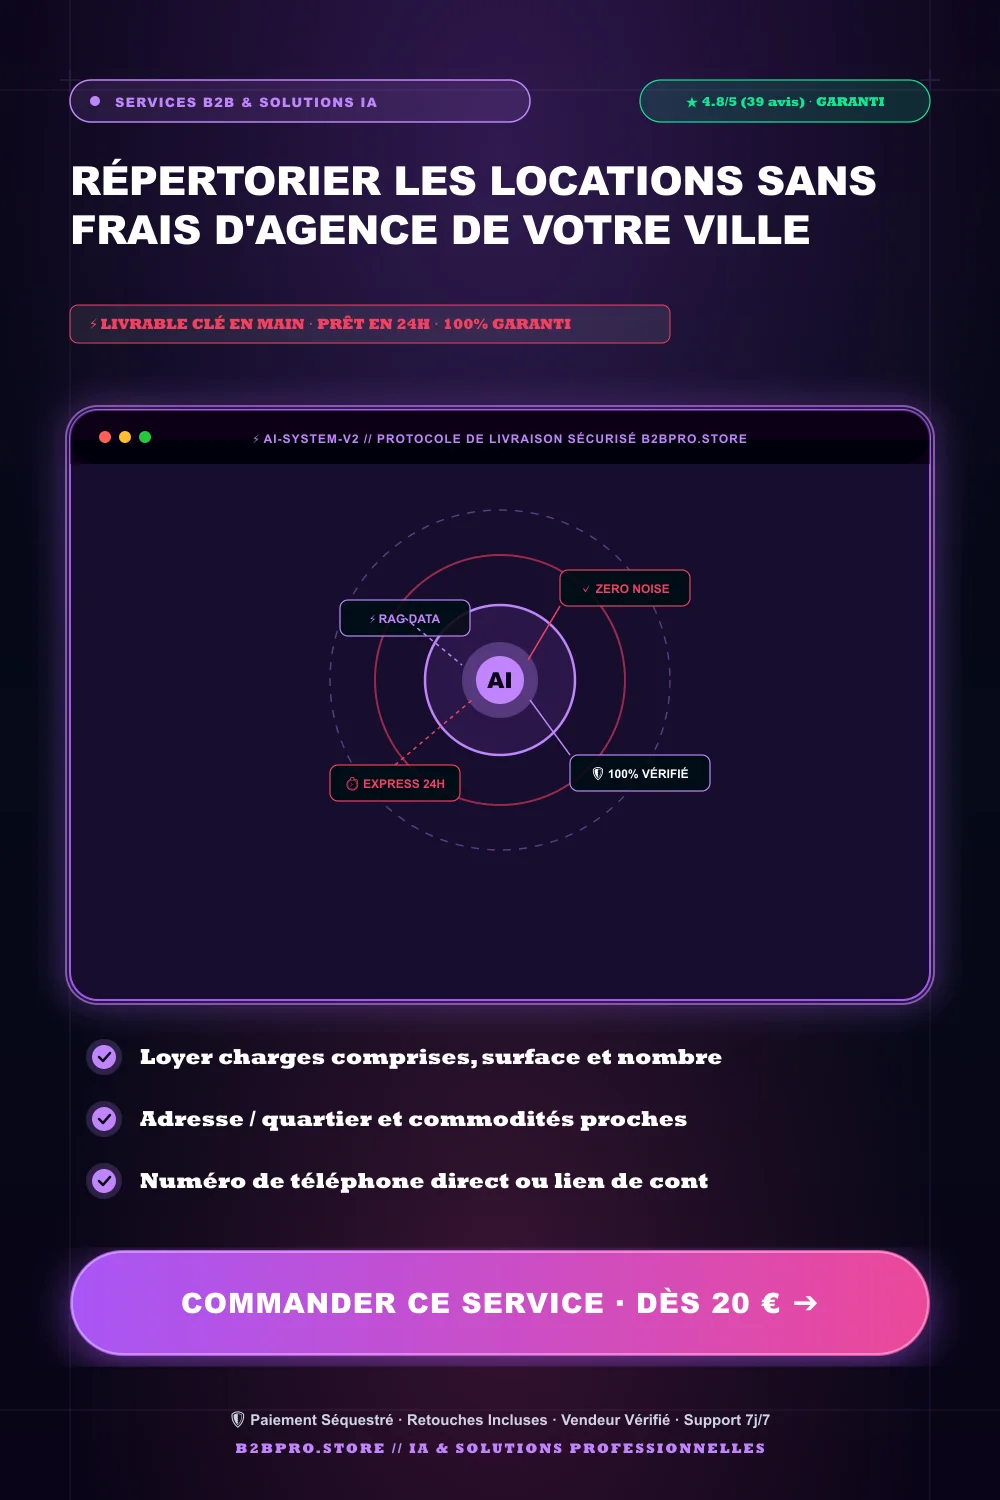 SERVICES B2B & SOLUTIONS IA
★ 4.8/5 (39 avis) · GARANTI
RÉPERTORIER LES LOCATIONS SANS
FRAIS D'AGENCE DE VOTRE VILLE
⚡ LIVRABLE CLÉ EN MAIN · PRÊT EN 24H · 100% GARANTI
⚡ AI-SYSTEM-V2 // PROTOCOLE DE LIVRAISON SÉCURISÉ B2BPRO.STORE
✓ ZERO NOISE
⚡ RAG DATA
AI
⏱ EXPRESS 24H
🛡 100% VÉRIFIÉ
Loyer charges comprises, surface et nombre
Adresse / quartier et commodités proches
Numéro de téléphone direct ou lien de cont
COMMANDER CE SERVICE · DÈS 20 € ➔
🛡 Paiement Séquestré · Retouches Incluses · Vendeur Vérifié · Support 7j/7
B2BPRO.STORE // IA & SOLUTIONS PROFESSIONNELLES